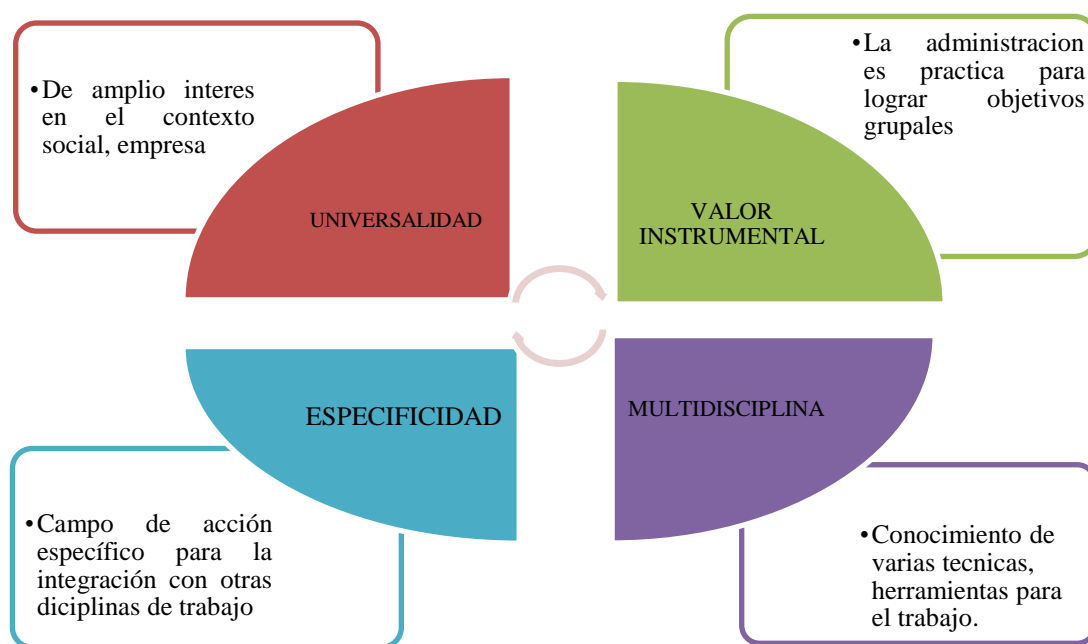 •De amplio interes
en el contexto
social, empresa
UNIVERSALIDAD
•La administracion
es practica para
lograr objetivos
grupales
VALOR
INSTRUMENTAL
ESPECIFICIDAD
•Campo de acción
específico para la
integración con otras
diciplinas de trabajo
MULTIDISCIPLINA
•Conocimiento de
varias tecnicas,
herramientas para
el trabajo.